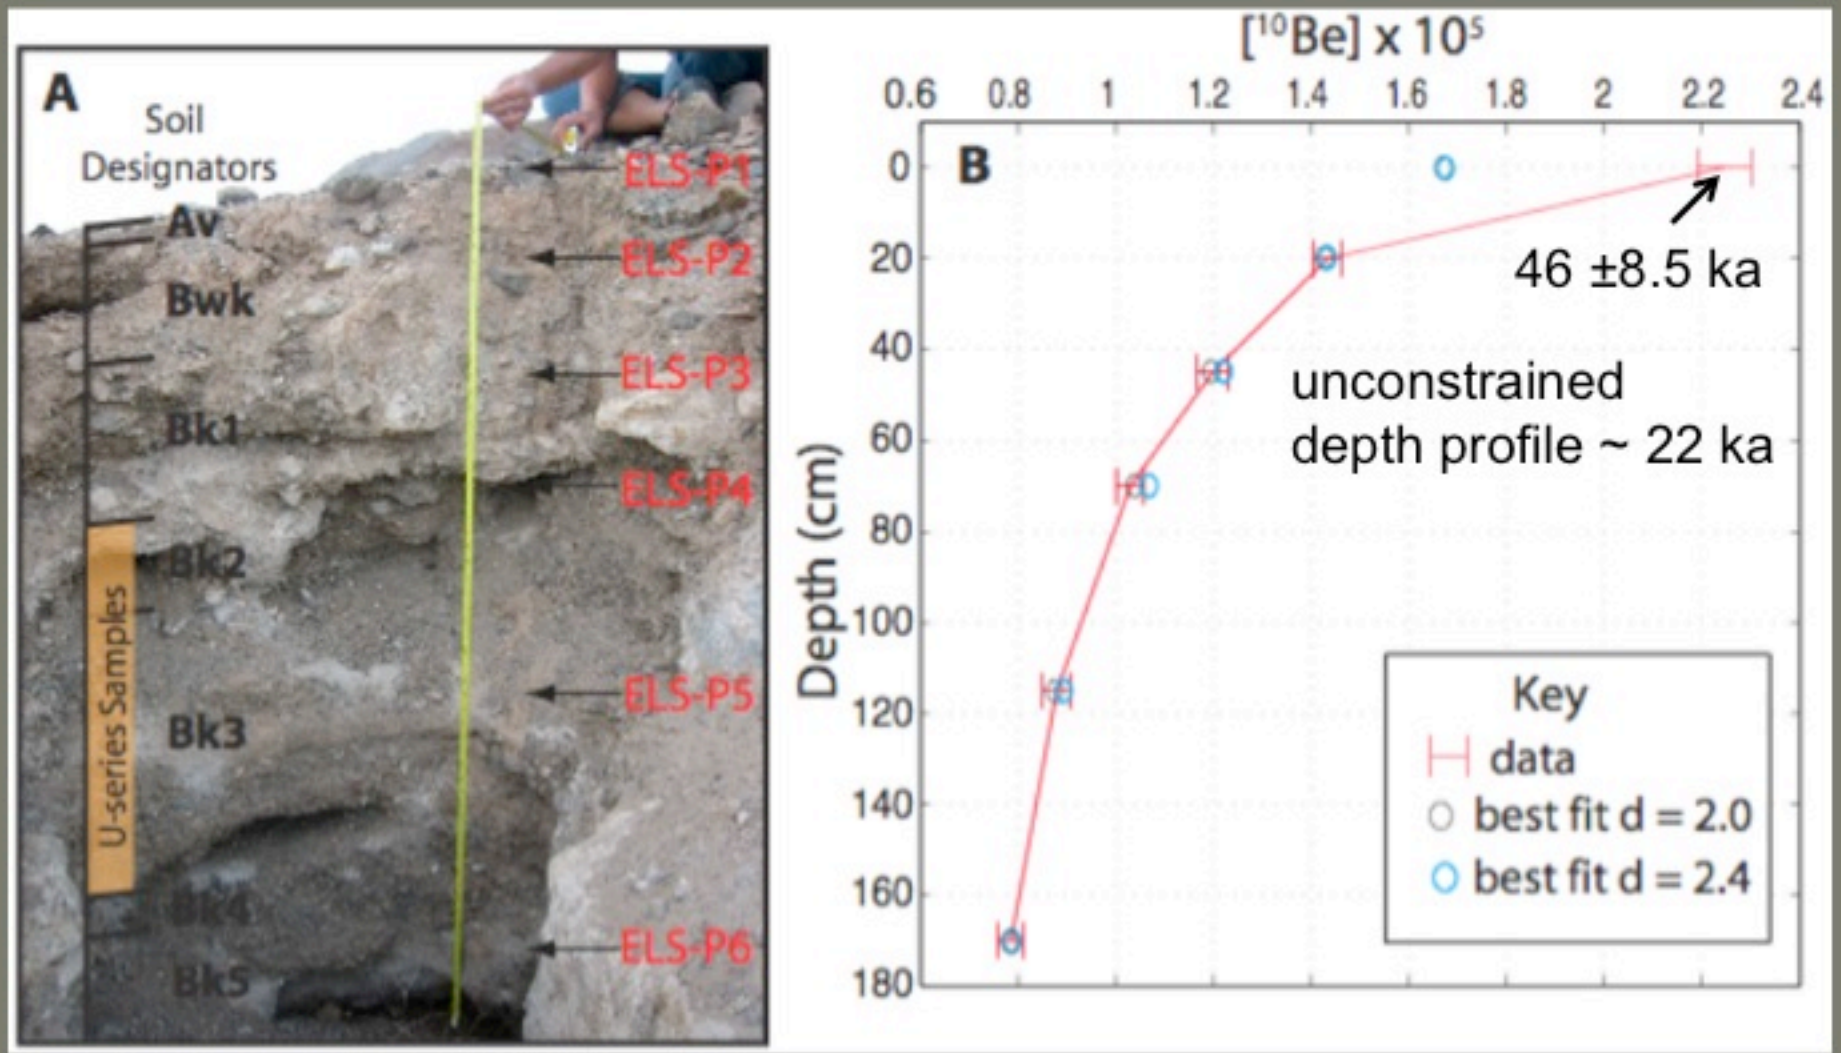 A
Soil
Designators
Av
Bwk
Bk1
Bk2
Bk3
Bk4
Bk5
U-series Samples
ELS-P1
ELS-P2
ELS-P3
ELS-P4
ELS-P5
ELS-P6
[¹⁰Be] x 10⁵
0.6 0.8 1 1.2 1.4 1.6 1.8 2 2.2 2.4
B
Depth (cm)
0
20
40
60
80
100
120
140
160
180
46 ±8.5 ka
unconstrained
depth profile ~ 22 ka
Key
data
best fit d = 2.0
best fit d = 2.4